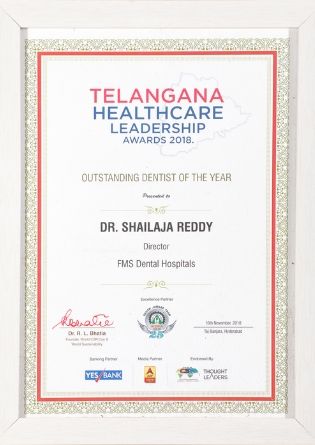 TELANGANA
HEALTHCARE
LEADERSHIP
AWARDS 2018.
OUTSTANDING DENTIST OF THE YEAR
Presented to
DR. SHAILAJA REDDY
Director
FMS Dental Hospitals
Excellence Partner
25
Dr. R. L. Bhatia
Founder, World CSR Day &
World Sustainability
10th November, 2018
Taj Banjara, Hyderabad
Banking Partner
Media Partner
Endorsed By
YES BANK
THOUGHT
LEADERS